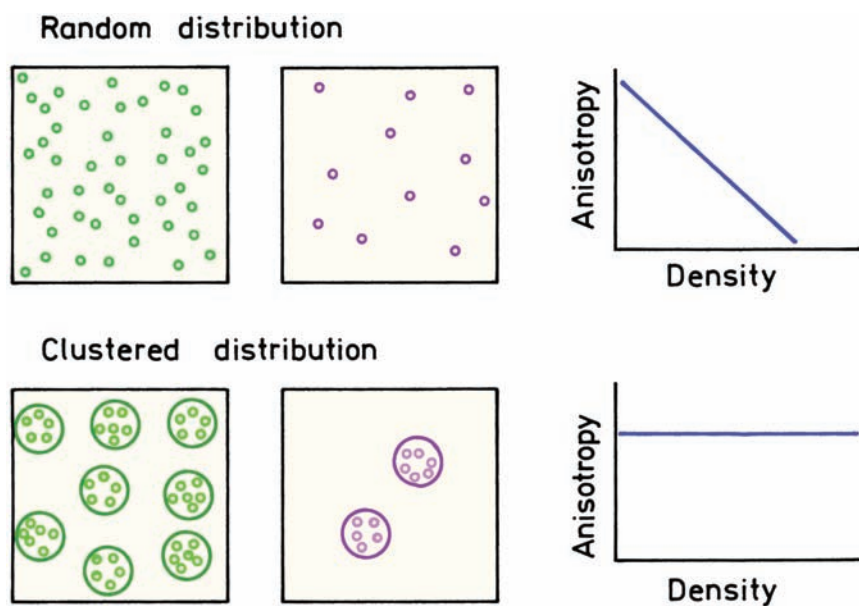 Random distribution
Anisotropy
Density
Clustered distribution
Anisotropy
Density